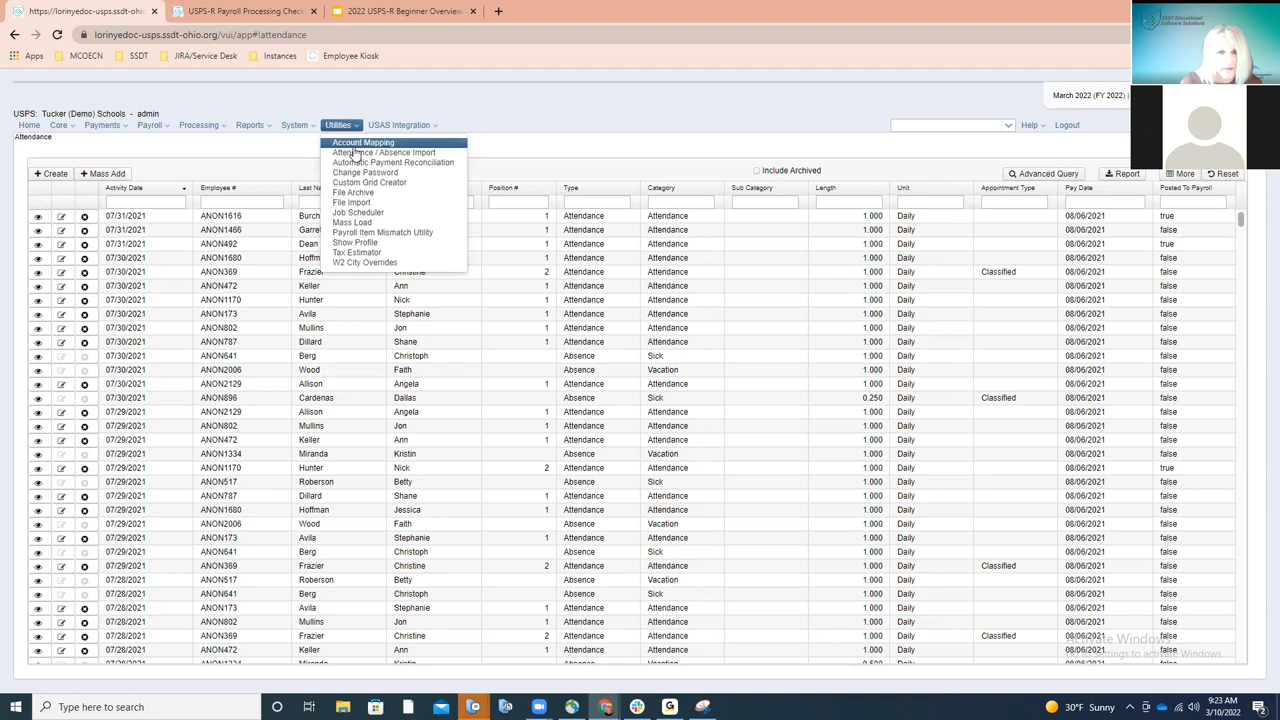 https://lorinyedoc-usps.ssdt-ohi
USPS-R Payroll Processing Chec
2022 USPS-R Beginner Overview
lorinyedoc-usps.ssdt-ohio.org/vui/app#!attendance
Apps MCOECN SSDT JIRA/Service Desk Instances Employee Kiosk
SSDT Educational Software Solutions
March 2022 (FY 2022)
USPS: Tucker (Demo) Schools - admin
Home Core Payments Payroll Processing Reports System Utilities USAS Integration Help Logout
Attendance
Account Mapping
Attendance / Absence Import
Automatic Payment Reconciliation
Change Password
Custom Grid Creator
File Archive
File Import
Job Scheduler
Mass Load
Payroll Item Mismatch Utility
Show Profile
Tax Estimator
W2 City Overrides
Create Mass Add Include Archived Advanced Query Report More Reset
Activity Date Employee # Last Na Position # Type Category Sub Category Length Unit Appointment Type Pay Date Posted To Payroll
07/31/2021 ANON1616 Burch 1 Attendance Attendance 1.000 Daily 08/06/2021 true
07/30/2021 ANON1466 Garre 1 Attendance Attendance 1.000 Daily 08/06/2021 false
07/30/2021 ANON492 Dean 1 Attendance Attendance 1.000 Daily 08/06/2021 true
07/30/2021 ANON1680 Hoffm 1 Attendance Attendance 1.000 Daily 08/06/2021 false
07/30/2021 ANON369 Frazier Christine 2 Attendance Attendance 1.000 Daily Classified 08/06/2021 false
07/30/2021 ANON472 Keller Ann 1 Attendance Attendance 1.000 Daily 08/06/2021 false
07/30/2021 ANON1170 Hunter Nick 1 Attendance Attendance 1.000 Daily 08/06/2021 false
07/30/2021 ANON173 Avila Stephanie 1 Attendance Attendance 1.000 Daily 08/06/2021 false
07/30/2021 ANON802 Mullins Jon 1 Attendance Attendance 1.000 Daily 08/06/2021 false
07/30/2021 ANON787 Dillard Shane 1 Attendance Attendance 1.000 Daily 08/06/2021 false
07/30/2021 ANON641 Berg Christoph Absence Sick 1.000 Daily 08/06/2021 false
07/30/2021 ANON2006 Wood Faith Absence Vacation 1.000 Daily 08/06/2021 false
07/30/2021 ANON2129 Allison Angela 1 Attendance Attendance 1.000 Daily 08/06/2021 false
07/30/2021 ANON896 Cardenas Dallas Absence Sick 0.250 Daily Classified 08/06/2021 false
07/29/2021 ANON2129 Allison Angela 1 Attendance Attendance 1.000 Daily 08/06/2021 false
07/29/2021 ANON802 Mullins Jon 1 Attendance Attendance 1.000 Daily 08/06/2021 false
07/29/2021 ANON472 Keller Ann 1 Attendance Attendance 1.000 Daily 08/06/2021 false
07/29/2021 ANON1334 Miranda Kristin Absence Vacation 1.000 Daily 08/06/2021 false
07/29/2021 ANON1170 Hunter Nick 2 Attendance Attendance 1.000 Daily 08/06/2021 true
07/29/2021 ANON517 Roberson Betty Absence Sick 1.000 Daily 08/06/2021 false
07/29/2021 ANON787 Dillard Shane 1 Attendance Attendance 1.000 Daily 08/06/2021 false
07/29/2021 ANON1680 Hoffman Jessica 1 Attendance Attendance 1.000 Daily 08/06/2021 false
07/29/2021 ANON2006 Wood Faith Absence Vacation 1.000 Daily 08/06/2021 false
07/29/2021 ANON173 Avila Stephanie 1 Attendance Attendance 1.000 Daily 08/06/2021 false
07/29/2021 ANON641 Berg Christoph Absence Sick 1.000 Daily 08/06/2021 false
07/29/2021 ANON369 Frazier Christine 2 Attendance Attendance 1.000 Daily Classified 08/06/2021 false
07/28/2021 ANON517 Roberson Betty Absence Vacation 1.000 Daily 08/06/2021 false
07/28/2021 ANON641 Berg Christoph Absence Sick 1.000 Daily 08/06/2021 false
07/28/2021 ANON173 Avila Stephanie 1 Attendance Attendance 1.000 Daily 08/06/2021 false
07/28/2021 ANON802 Mullins Jon 1 Attendance Attendance 1.000 Daily 08/06/2021 false
07/28/2021 ANON369 Frazier Christine 2 Attendance Attendance 1.000 Daily Classified 08/06/2021 false
07/28/2021 ANON472 Keller Ann 1 Attendance Attendance 1.000 Daily 08/06/2021 false
Activate Windows
Go to Settings to activate Windows.
Type here to search
30°F Sunny
9:23 AM
3/10/2022